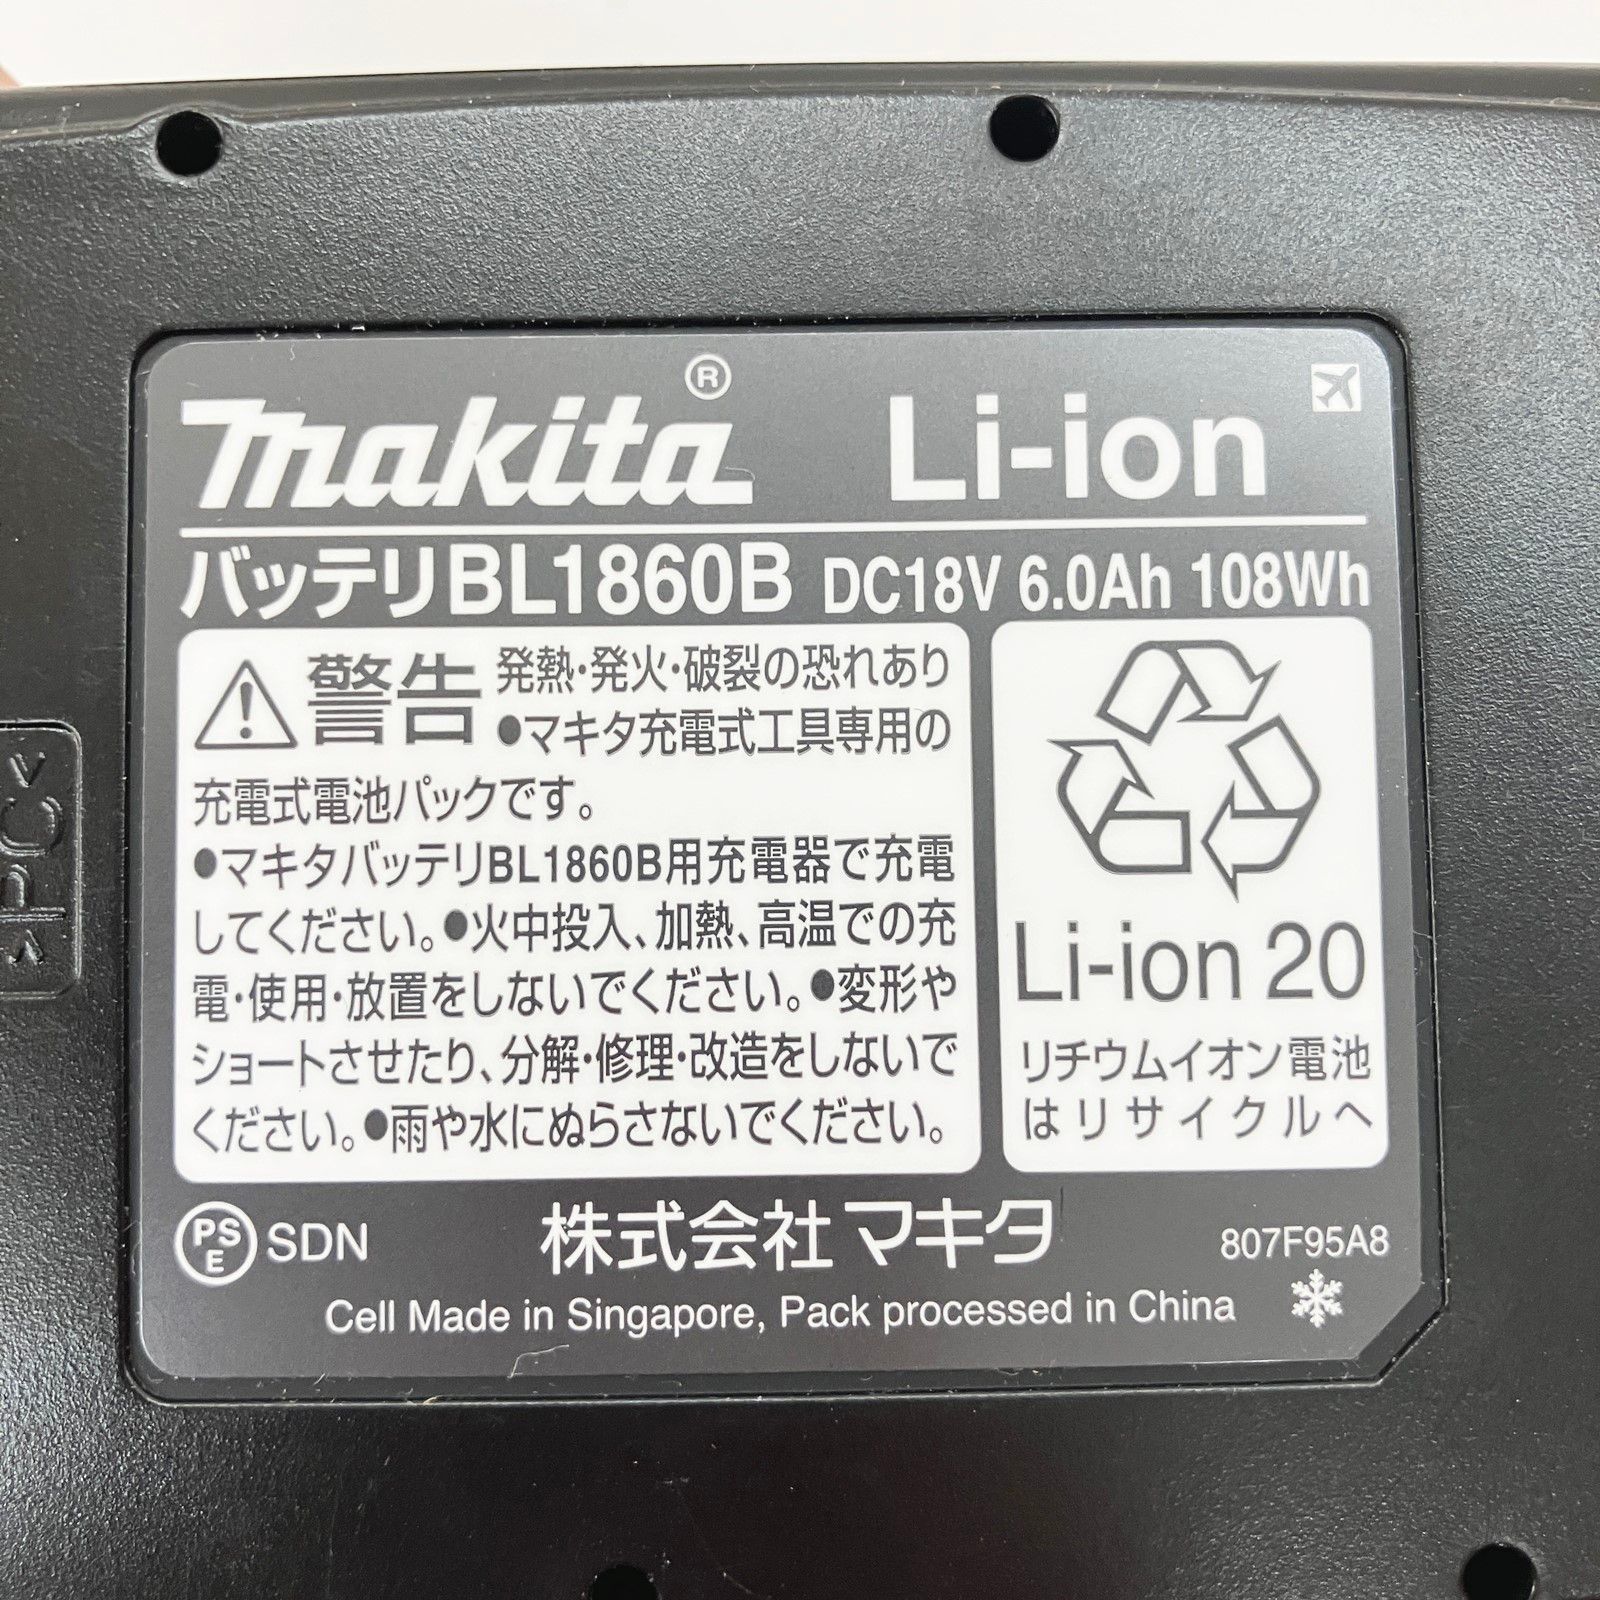 makita® Li-ion
バッテリBL1860B DC18V 6.0Ah 108Wh
警告 発熱・発火・破裂の恐れあり
●マキタ充電式工具専用の
充電式電池パックです。
●マキタバッテリBL1860B用充電器で充電
してください。●火中投入、加熱、高温での充
電・使用・放置をしないでください。●変形や
ショートさせたり、分解・修理・改造をしないで
ください。●雨や水にぬらさないでください。
Li-ion 20
リチウムイオン電池
はリサイクルへ
PSE SDN 株式会社マキタ 807F95A8
Cell Made in Singapore, Pack processed in China